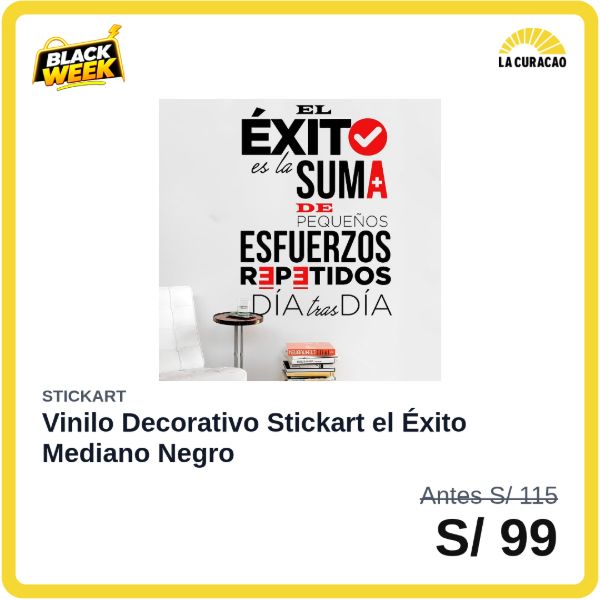 BLACK
WEEK
LA CURACAO
EL
ÉXITO
es la
SUMA
DE
PEQUEÑOS
ESFUERZOS
REPETIDOS
DÍA tras DÍA
STICKART
Vinilo Decorativo Stickart el Éxito
Mediano Negro
Antes S/ 115
S/ 99